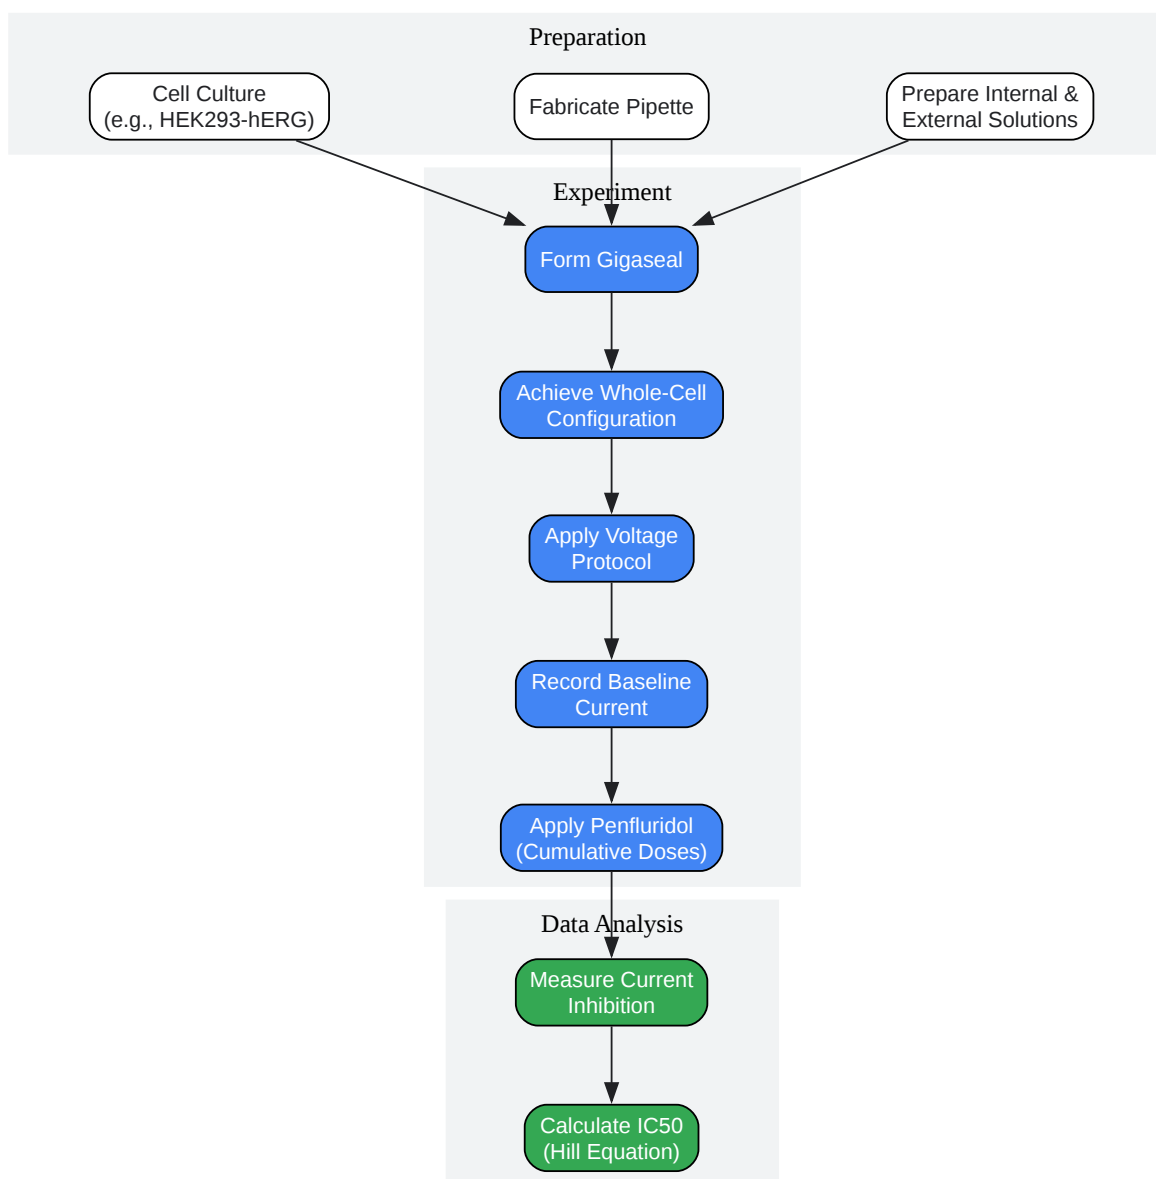 Preparation
Cell Culture
(e.g., HEK293-hERG)
Fabricate Pipette
Prepare Internal &
External Solutions
Experiment
Form Gigaseal
Achieve Whole-Cell
Configuration
Apply Voltage
Protocol
Record Baseline
Current
Apply Penfluridol
(Cumulative Doses)
Data Analysis
Measure Current
Inhibition
Calculate IC50
(Hill Equation)